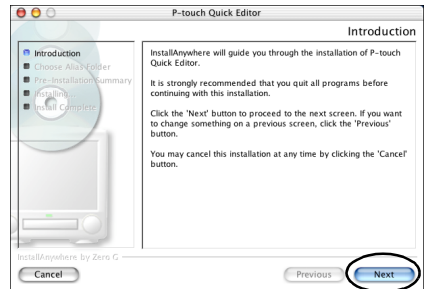 P-touch Quick Editor
Introduction
Introduction
Choose Alias Folder
Pre-Installation Summary
Installing...
Install Complete
InstallAnywhere will guide you through the installation of P-touch
Quick Editor.
It is strongly recommended that you quit all programs before
continuing with this installation.
Click the 'Next' button to proceed to the next screen. If you want
to change something on a previous screen, click the 'Previous'
button.
You may cancel this installation at any time by clicking the 'Cancel'
button.
InstallAnywhere by Zero G
Cancel
Previous
Next